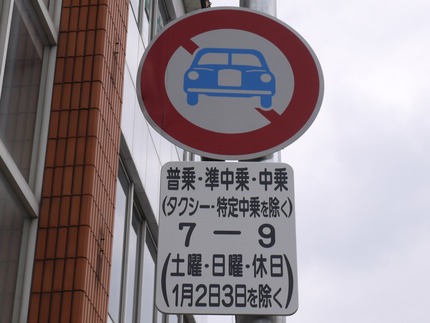 普乗・準中乗・中乗
(タクシー・特定中乗を除く)
7 － 9
(土曜・日曜・休日
1月2日3日を除く)